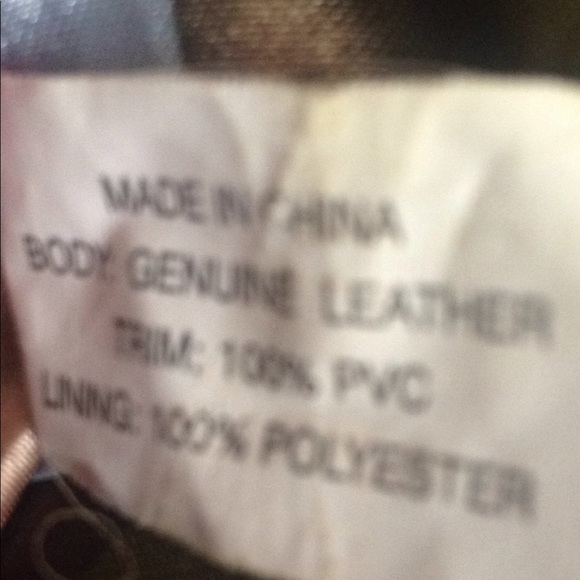 MADE IN CHINA
BODY: GENUINE LEATHER
TRIM: 100% PVC
LINING: 100% POLYESTER